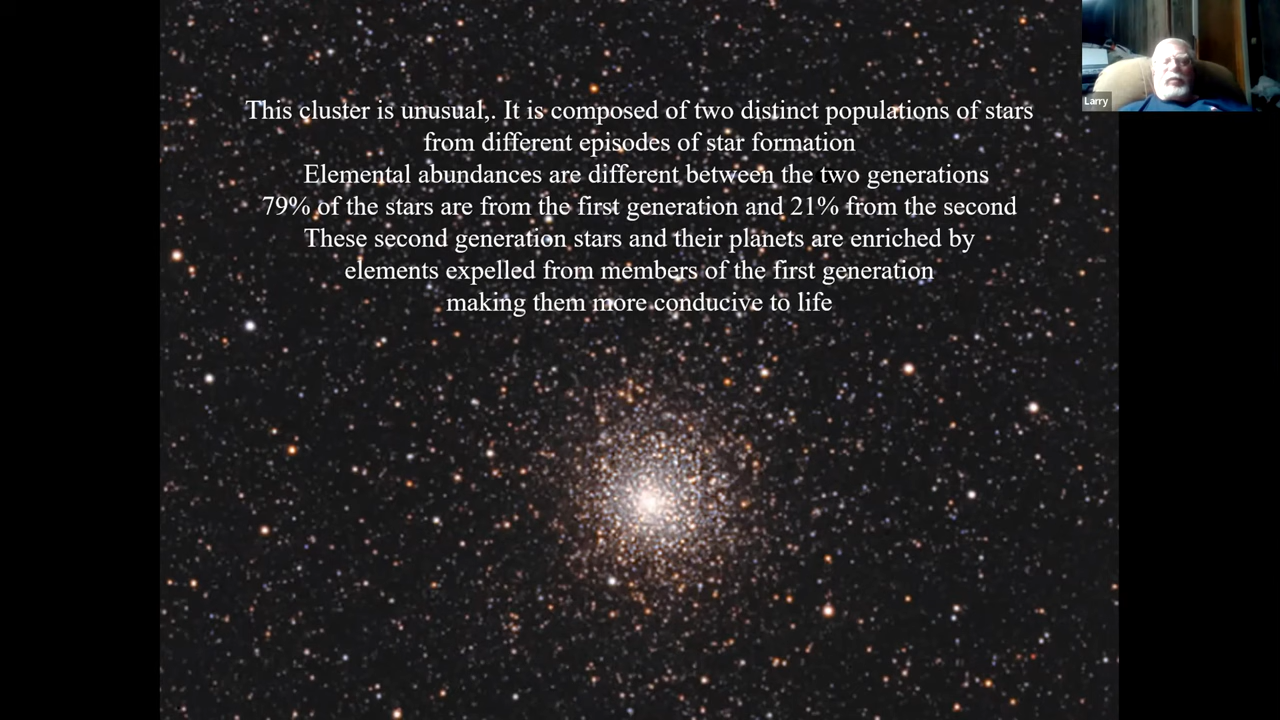 This cluster is unusual,. It is composed of two distinct populations of stars
from different episodes of star formation
Elemental abundances are different between the two generations
79% of the stars are from the first generation and 21% from the second
These second generation stars and their planets are enriched by
elements expelled from members of the first generation
making them more conducive to life
Larry